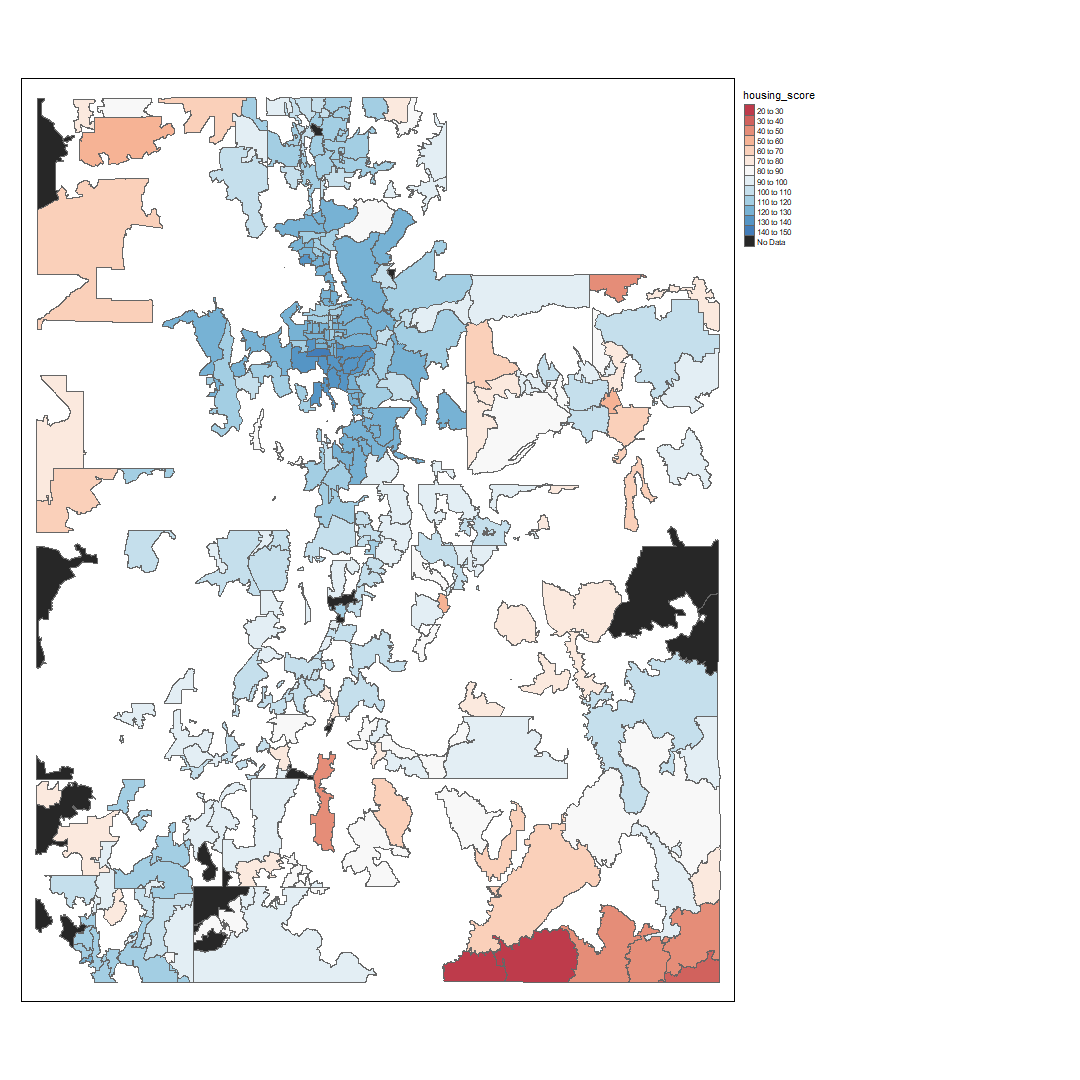 housing_score
20 to 30
30 to 40
40 to 50
50 to 60
60 to 70
70 to 80
80 to 90
90 to 100
100 to 110
110 to 120
120 to 130
130 to 140
140 to 150
No Data